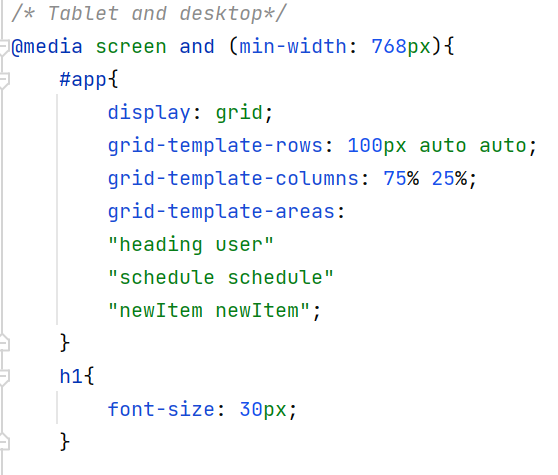 /* Tablet and desktop*/
@media screen and (min-width: 768px){
    #app{
        display: grid;
        grid-template-rows: 100px auto auto;
        grid-template-columns: 75% 25%;
        grid-template-areas:
        "heading user"
        "schedule schedule"
        "newItem newItem";
    }
    h1{
        font-size: 30px;
    }